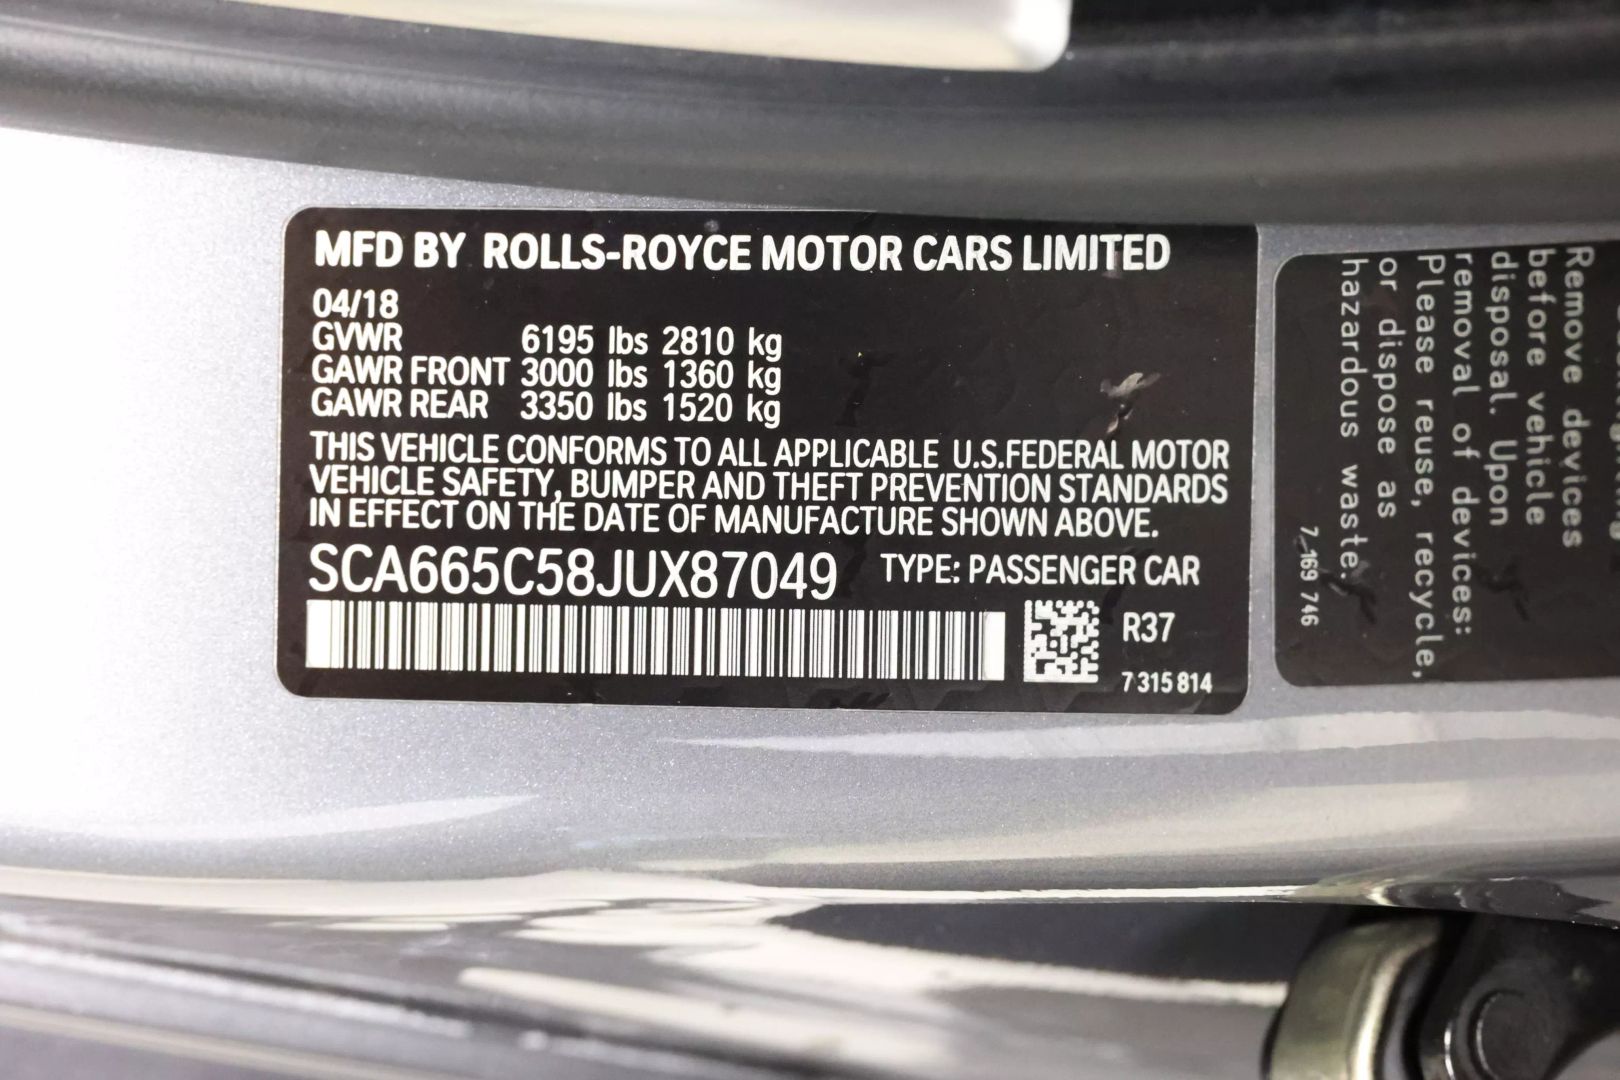 MFD BY ROLLS-ROYCE MOTOR CARS LIMITED
04/18
GVWR 6195 lbs 2810 kg
GAWR FRONT 3000 lbs 1360 kg
GAWR REAR 3350 lbs 1520 kg
THIS VEHICLE CONFORMS TO ALL APPLICABLE U.S.FEDERAL MOTOR
VEHICLE SAFETY, BUMPER AND THEFT PREVENTION STANDARDS
IN EFFECT ON THE DATE OF MANUFACTURE SHOWN ABOVE.
SCA665C58JUX87049 TYPE: PASSENGER CAR
R37
7 315 814
Remove devices
before vehicle
disposal. Upon
removal of devices:
Please reuse, recycle,
or dispose as
hazardous waste.
7 169 746